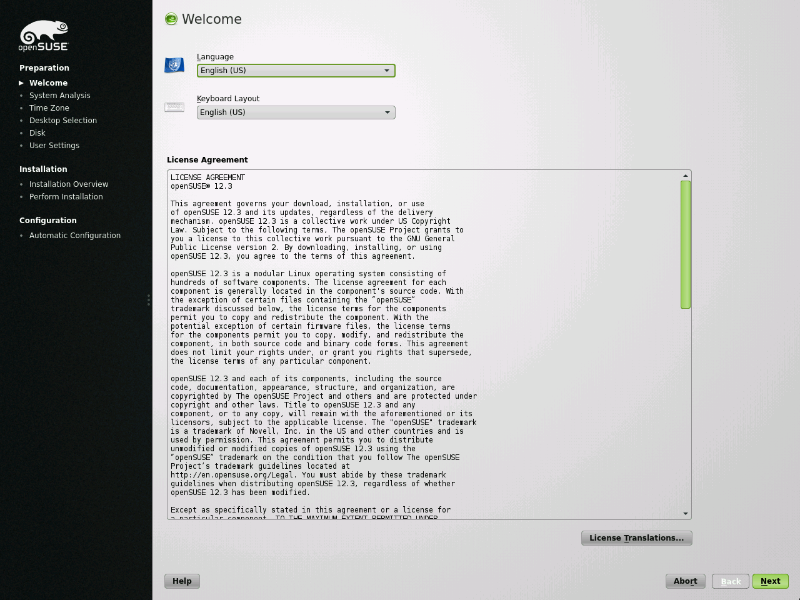 openSUSE
Preparation
Welcome
System Analysis
Time Zone
Desktop Selection
Disk
User Settings
Installation
Installation Overview
Perform Installation
Configuration
Automatic Configuration
Welcome
Language
English (US)
Keyboard Layout
English (US)
License Agreement
LICENSE AGREEMENT
openSUSE® 12.3
This agreement governs your download, installation, or use
of openSUSE 12.3 and its updates, regardless of the delivery
mechanism. openSUSE 12.3 is a collective work under US Copyright
Law. Subject to the following terms, The openSUSE Project grants to
you a license to this collective work pursuant to the GNU General
Public License version 2. By downloading, installing, or using
openSUSE 12.3, you agree to the terms of this agreement.
openSUSE 12.3 is a modular Linux operating system consisting of
hundreds of software components. The license agreement for each
component is generally located in the component's source code. With
the exception of certain files containing the "openSUSE"
trademark discussed below, the license terms for the components
permit you to copy and redistribute the component. With the
potential exception of certain firmware files, the license terms
for the components permit you to copy, modify, and redistribute the
component, in both source code and binary code forms. This agreement
does not limit your rights under, or grant you rights that supersede,
the license terms of any particular component.
openSUSE 12.3 and each of its components, including the source
code, documentation, appearance, structure, and organization, are
copyrighted by The openSUSE Project and others and are protected under
copyright and other laws. Title to openSUSE 12.3 and any
component, or to any copy, will remain with the aforementioned or its
licensors, subject to the applicable license. The "openSUSE" trademark
is a trademark of Novell, Inc. in the US and other countries and is
used by permission. This agreement permits you to distribute
unmodified or modified copies of openSUSE 12.3 using the
"openSUSE" trademark on the condition that you follow The openSUSE
Project's trademark guidelines located at
http://en.opensuse.org/Legal. You must abide by these trademark
guidelines when distributing openSUSE 12.3, regardless of whether
openSUSE 12.3 has been modified.
Except as specifically stated in this agreement or a license for
a particular component, TO THE MAXIMUM EXTENT PERMITTED UNDER
License Translations...
Help
Abort
Back
Next